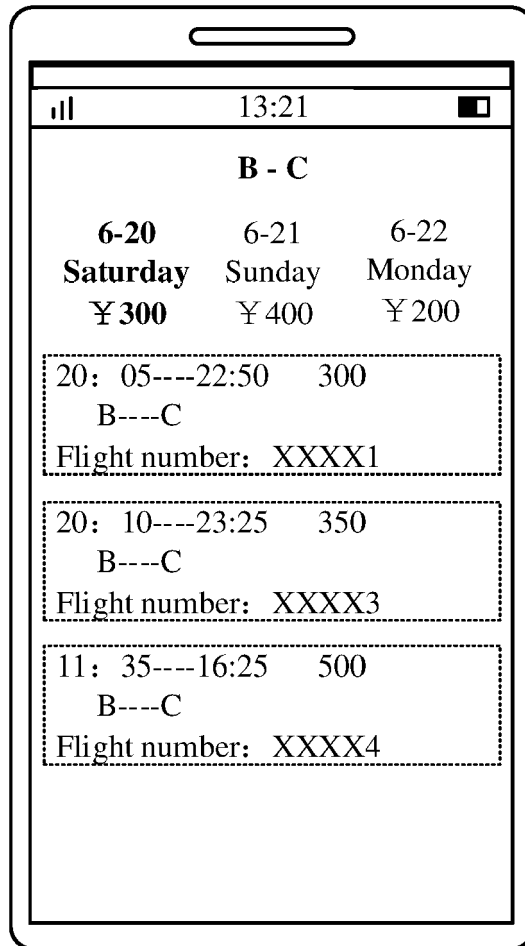 13:21
B - C
6-20 6-21 6-22
Saturday Sunday Monday
¥300 ¥400 ¥200
20：05----22:50 300
B----C
Flight number：XXXX1
20：10----23:25 350
B----C
Flight number：XXXX3
11：35----16:25 500
B----C
Flight number：XXXX4